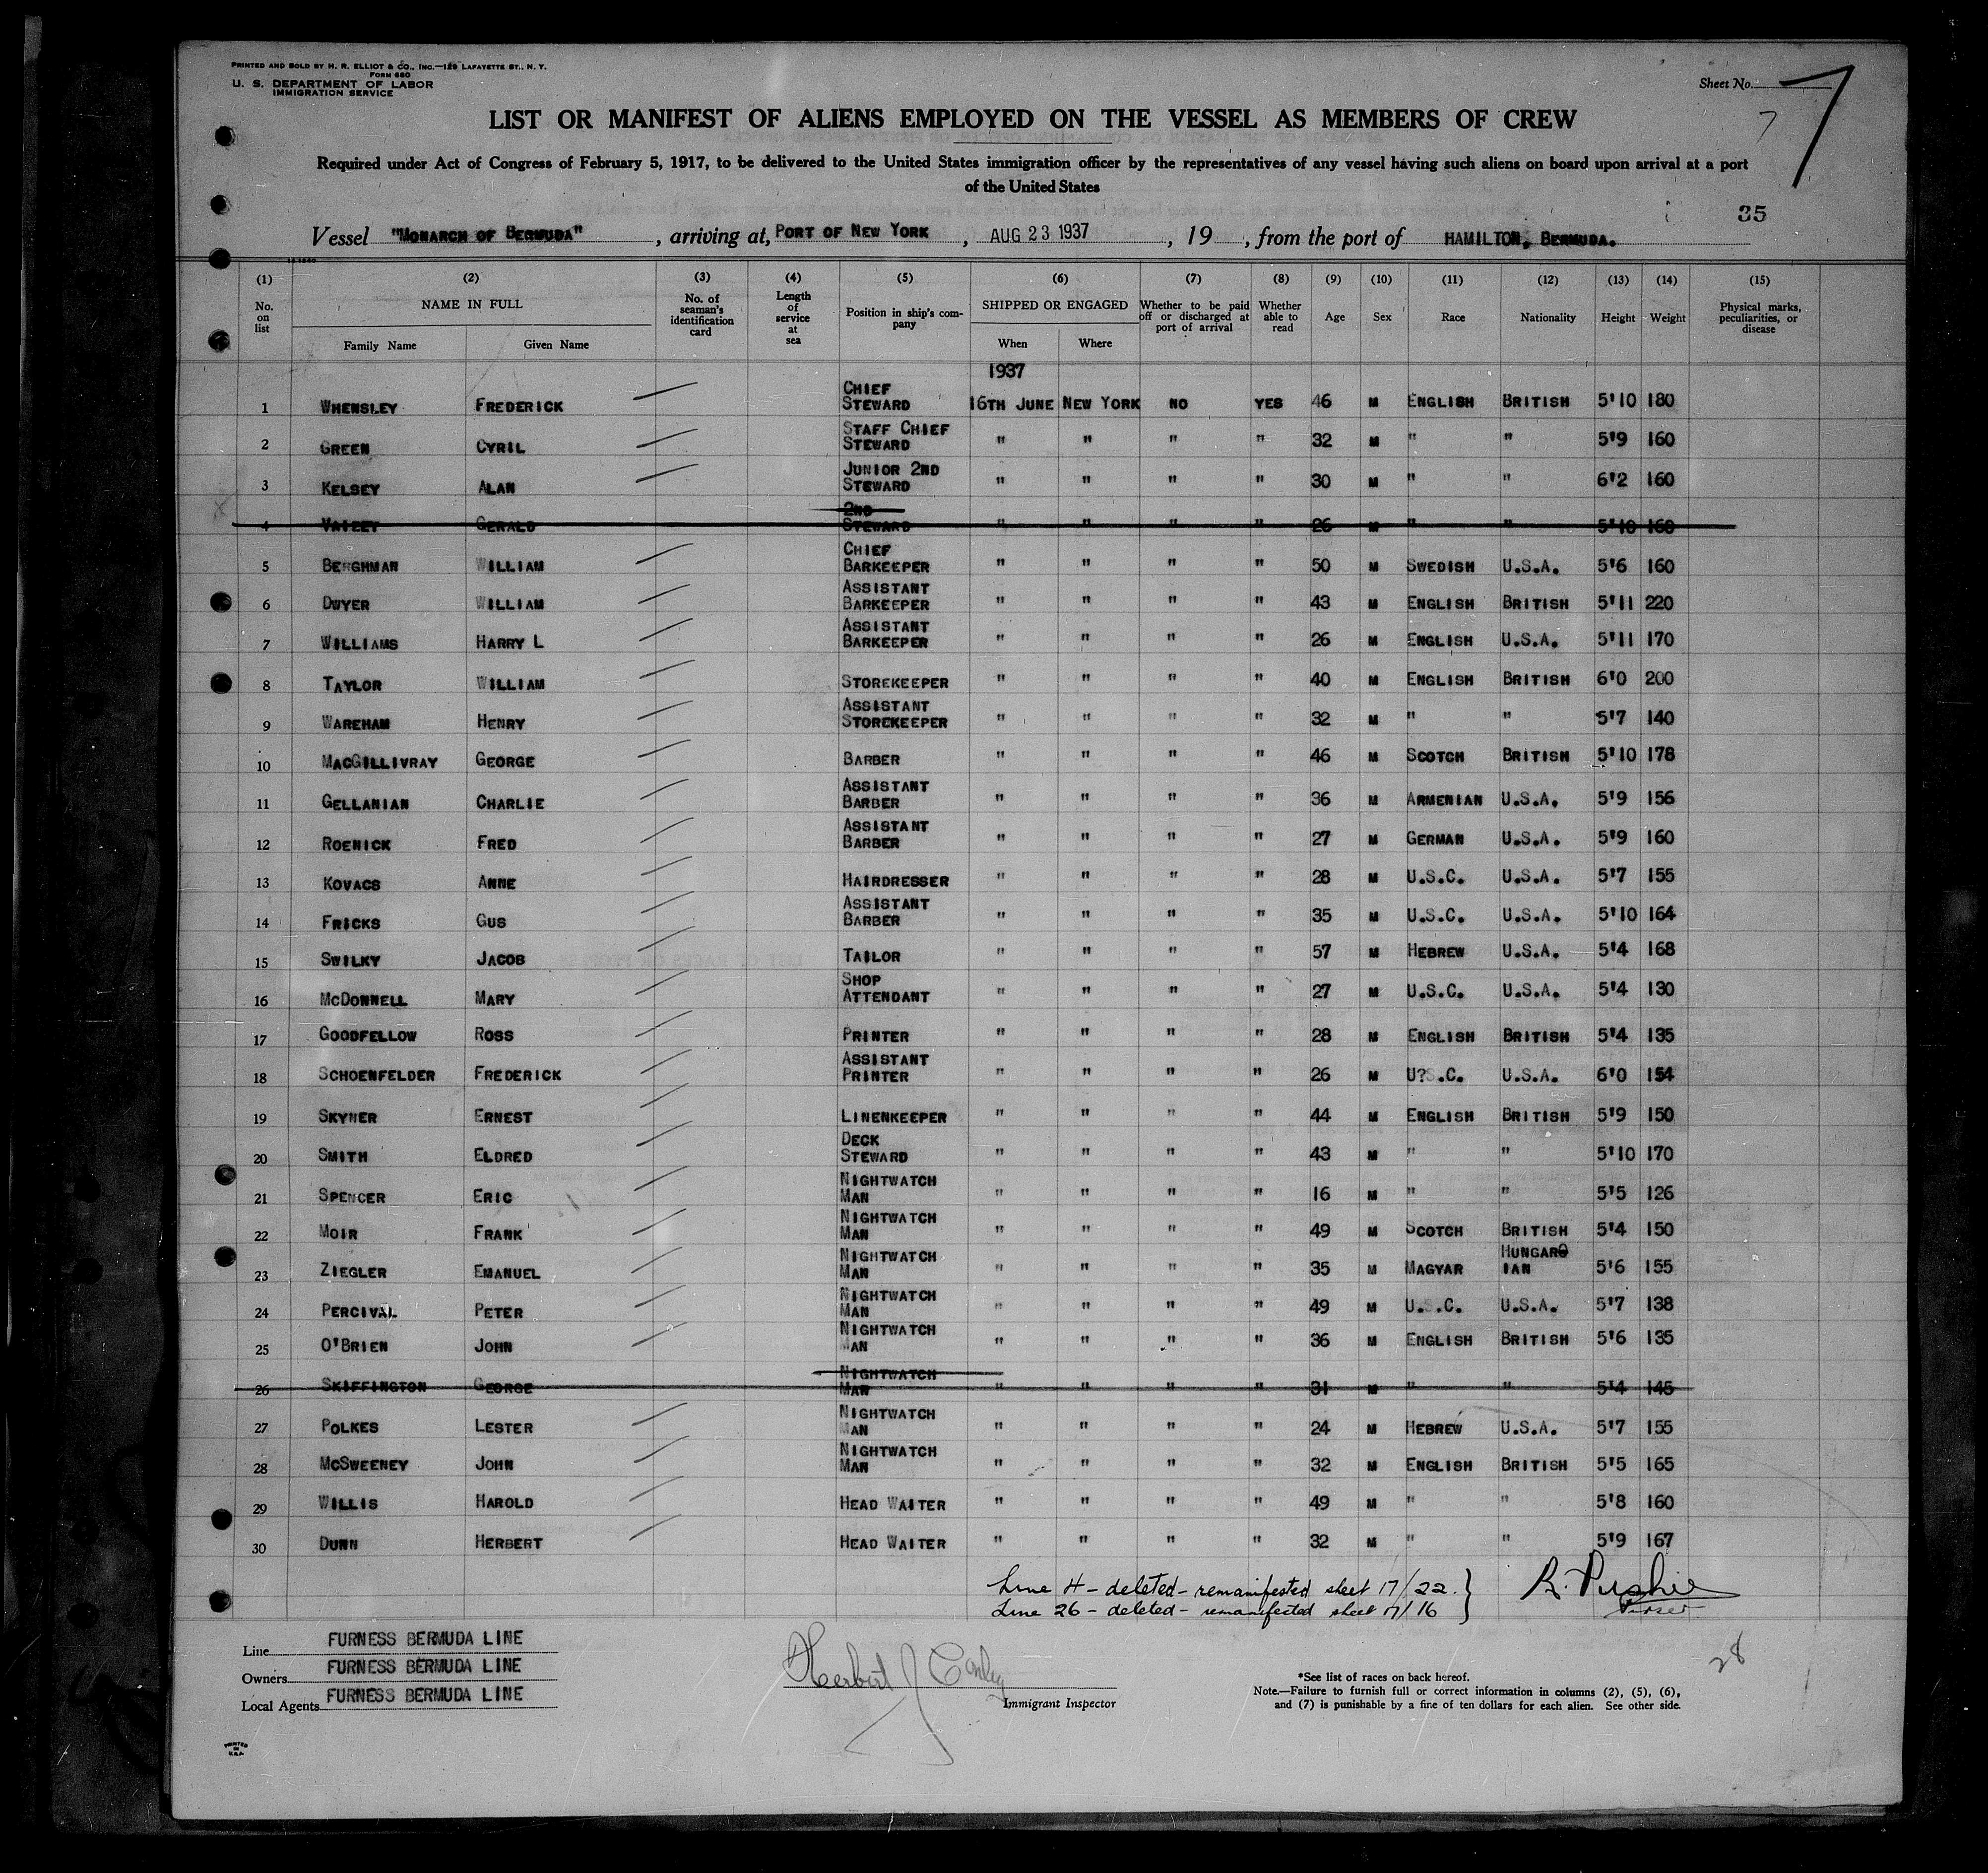 PRINTED AND SOLD BY H. R. ELLIOT & CO., INC.—129 LAFAYETTE ST., N. Y.
FORM 680
U. S. DEPARTMENT OF LABOR
IMMIGRATION SERVICE
Sheet No. 7
7
LIST OR MANIFEST OF ALIENS EMPLOYED ON THE VESSEL AS MEMBERS OF CREW
Required under Act of Congress of February 5, 1917, to be delivered to the United States immigration officer by the representatives of any vessel having such aliens on board upon arrival at a port
of the United States
35
Vessel "MONARCH OF BERMUDA", arriving at, PORT OF NEW YORK, AUG 23 1937, 19, from the port of HAMILTON, BERMUDA.
(1) (2) (3) (4) (5) (6) (7) (8) (9) (10) (11) (12) (13) (14) (15)
No. on list NAME IN FULL Family Name Given Name No. of seaman's identification card Length of service at sea Position in ship's company SHIPPED OR ENGAGED When Where Whether to be paid off or discharged at port of arrival Whether able to read Age Sex Race Nationality Height Weight Physical marks, peculiarities, or disease
1937
1 WHENSLEY FREDERICK CHIEF STEWARD 16TH JUNE NEW YORK NO YES 46 M ENGLISH BRITISH 5'10 180
2 GREEN CYRIL STAFF CHIEF STEWARD " " " " 32 M " " 5'9 160
3 KELSEY ALAN JUNIOR 2ND STEWARD " " " " 30 M " " 6'2 160
4 GERALD 2ND STEWARD " " " " 26 M " " 5'10 160
5 BERGHMAN WILLIAM CHIEF BARKEEPER " " " " 50 M SWEDISH U.S.A. 5'6 160
6 DWYER WILLIAM ASSISTANT BARKEEPER " " " " 43 M ENGLISH BRITISH 5'11 220
7 WILLIAMS HARRY L ASSISTANT BARKEEPER " " " " 26 M ENGLISH U.S.A. 5'11 170
8 TAYLOR WILLIAM STOREKEEPER " " " " 40 M ENGLISH BRITISH 6'0 200
9 WAREHAM HENRY ASSISTANT STOREKEEPER " " " " 32 M " " 5'7 140
10 MACGILLIVRAY GEORGE BARBER " " " " 46 M SCOTCH BRITISH 5'10 178
11 GELLANIAN CHARLIE ASSISTANT BARBER " " " " 36 M ARMENIAN U.S.A. 5'9 156
12 ROENICK FRED ASSISTANT BARBER " " " " 27 M GERMAN U.S.A. 5'9 160
13 KOVACS ANNE HAIRDRESSER " " " " 28 M U.S.C. U.S.A. 5'7 155
14 FRICKS GUS ASSISTANT BARBER " " " " 35 M U.S.C. U.S.A. 5'10 164
15 SWILKY JACOB TAILOR " " " " 57 M HEBREW U.S.A. 5'4 168
16 MCDONNELL MARY SHOP ATTENDANT " " " " 27 M U.S.C. U.S.A. 5'4 130
17 GOODFELLOW ROSS PRINTER " " " " 28 M ENGLISH BRITISH 5'4 135
18 SCHOENFELDER FREDERICK ASSISTANT PRINTER " " " " 26 M U?S.C. U.S.A. 6'0 154
19 SKYNER ERNEST LINENKEEPER " " " " 44 M ENGLISH BRITISH 5'9 150
20 SMITH ELDRED DECK STEWARD " " " " 43 M " " 5'10 170
21 SPENCER ERIC NIGHTWATCH MAN " " " " 16 M " " 5'5 126
22 MOIR FRANK NIGHTWATCH MAN " " " " 49 M SCOTCH BRITISH 5'4 150
23 ZIEGLER EMANUEL NIGHTWATCH MAN " " " " 35 M MAGYAR HUNGARIAN 5'6 155
24 PERCIVAL PETER NIGHTWATCH MAN " " " " 49 M U.S.C. U.S.A. 5'7 138
25 O'BRIEN JOHN NIGHTWATCH MAN " " " " 36 M ENGLISH BRITISH 5'6 135
26 SKIFFINGTON GEORGE NIGHTWATCH MAN " " " " 31 M " " 5'4 145
27 POLKES LESTER NIGHTWATCH MAN " " " " 24 M HEBREW U.S.A. 5'7 155
28 MCSWEENEY JOHN NIGHTWATCH MAN " " " " 32 M ENGLISH BRITISH 5'5 165
29 WILLIS HAROLD HEAD WAITER " " " " 49 M " " 5'8 160
30 DUNN HERBERT HEAD WAITER " " " " 32 M " " 5'9 167
Line 4 – deleted – remanifested sheet 17/22.
Line 26 – deleted – remanifested sheet 17/16
Purser
Line FURNESS BERMUDA LINE
Owners FURNESS BERMUDA LINE
Local Agents FURNESS BERMUDA LINE
Herbert J
Immigrant Inspector
28
*See list of races on back hereof.
Note.—Failure to furnish full or correct information in columns (2), (5), (6),
and (7) is punishable by a fine of ten dollars for each alien. See other side.
PRINTED
IN
U.S.A.